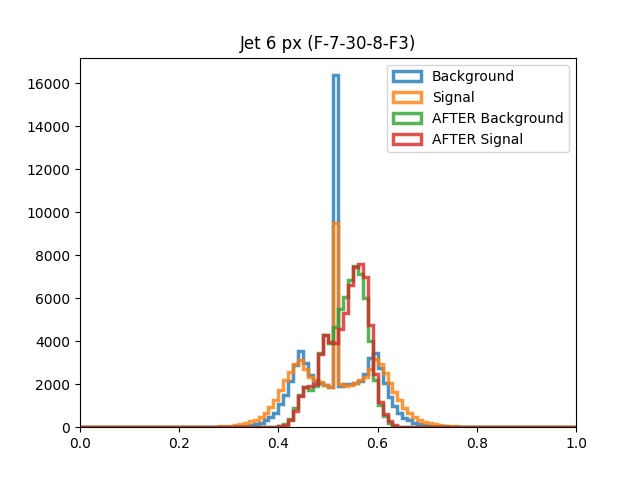 Jet 6 px (F-7-30-8-F3)
Background
Signal
AFTER Background
AFTER Signal
16000
14000
12000
10000
8000
6000
4000
2000
0
0.0 0.2 0.4 0.6 0.8 1.0